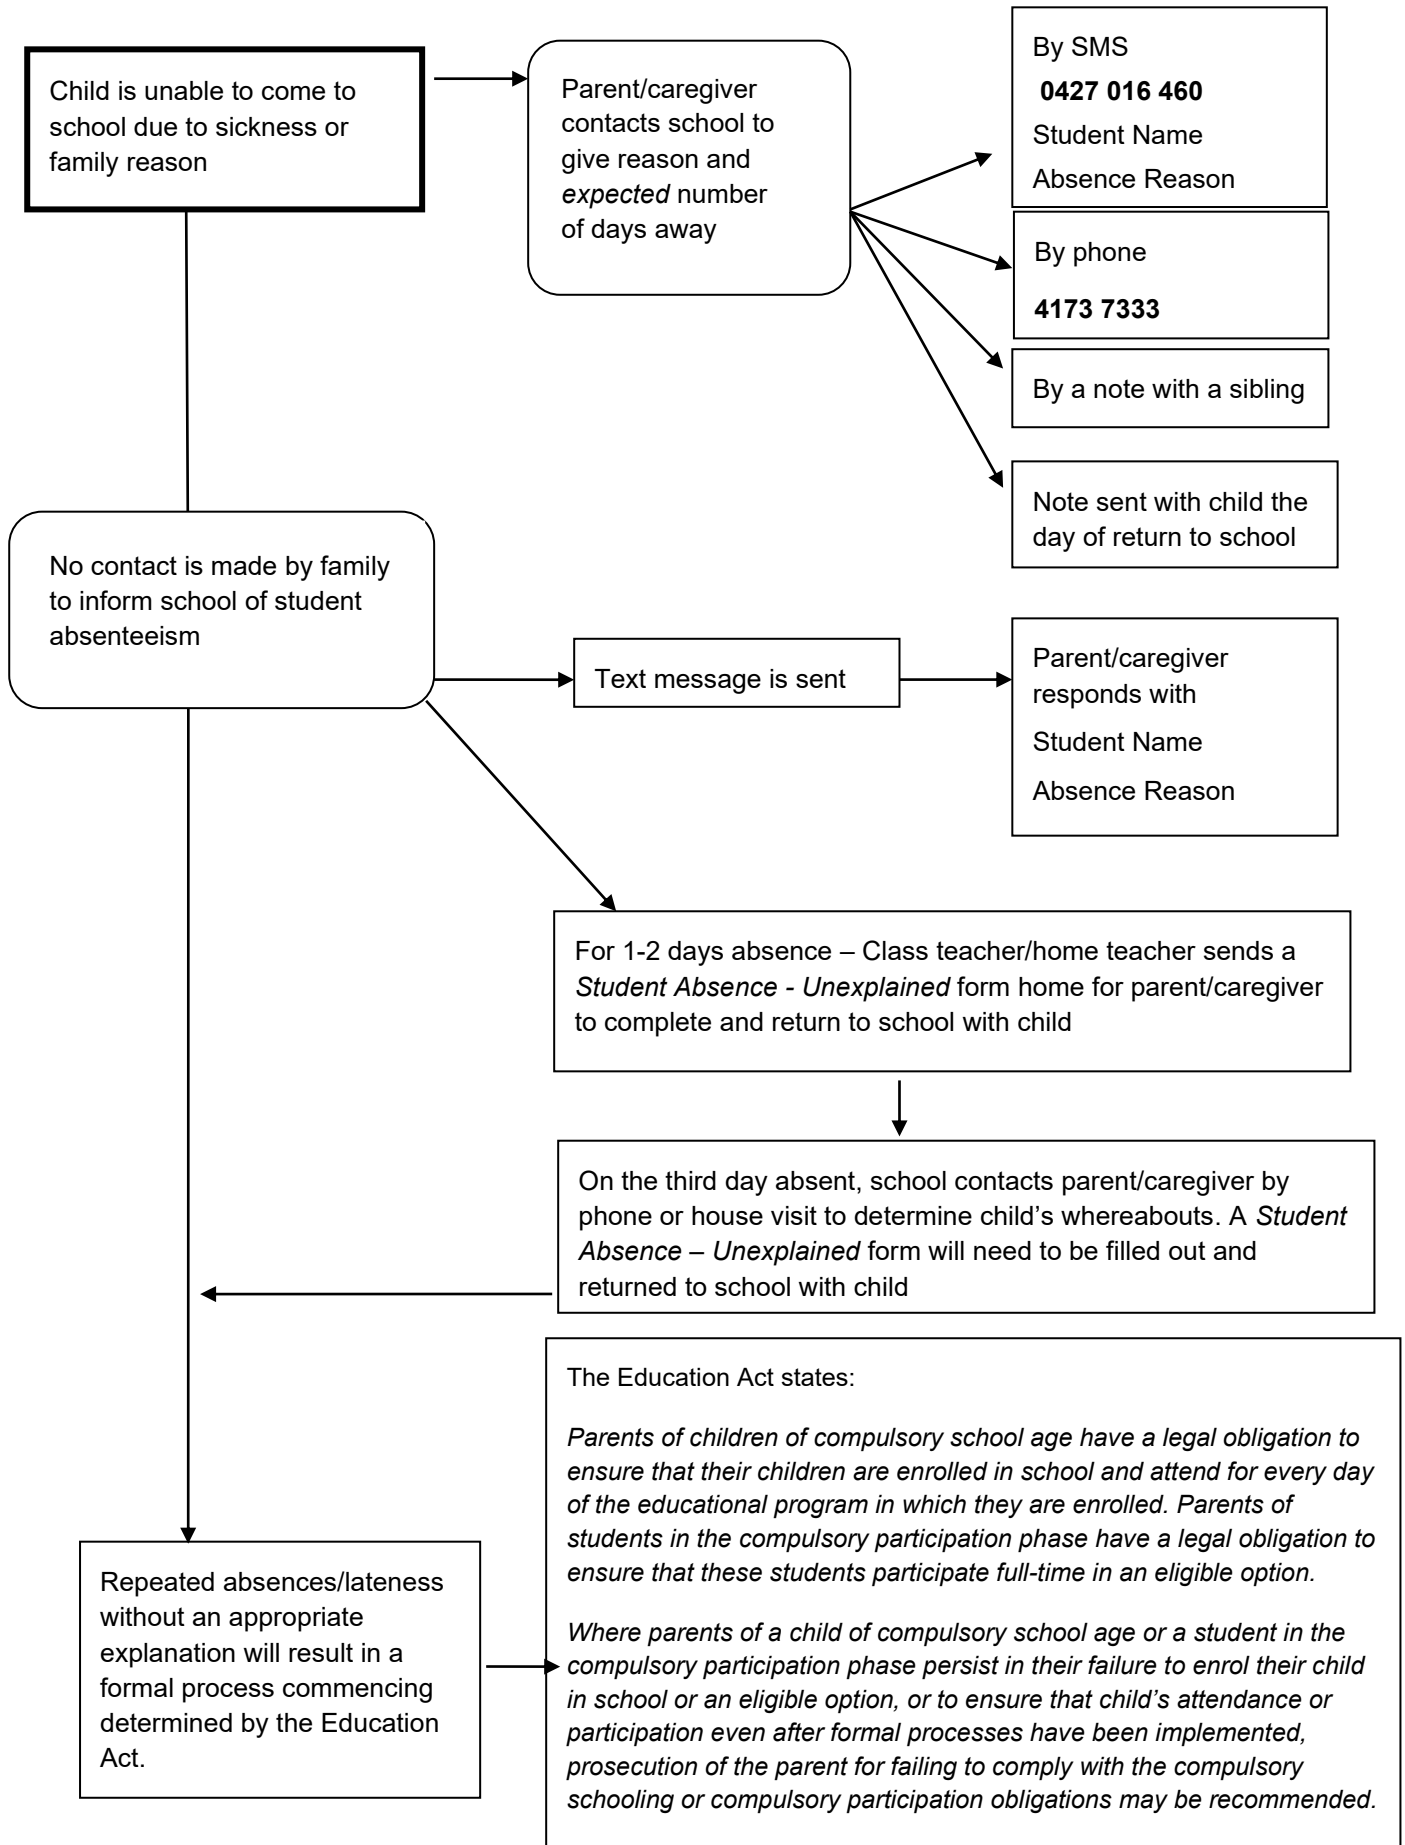 Child is unable to come to
school due to sickness or
family reason
Parent/caregiver
contacts school to
give reason and
expected number
of days away
By SMS
0427 016 460
Student Name
Absence Reason
By phone
4173 7333
By a note with a sibling
Note sent with child the
day of return to school
No contact is made by family
to inform school of student
absenteeism
Text message is sent
Parent/caregiver
responds with
Student Name
Absence Reason
For 1-2 days absence – Class teacher/home teacher sends a
Student Absence - Unexplained form home for parent/caregiver
to complete and return to school with child
On the third day absent, school contacts parent/caregiver by
phone or house visit to determine child’s whereabouts. A Student
Absence – Unexplained form will need to be filled out and
returned to school with child
Repeated absences/lateness
without an appropriate
explanation will result in a
formal process commencing
determined by the Education
Act.
The Education Act states:
Parents of children of compulsory school age have a legal obligation to
ensure that their children are enrolled in school and attend for every day
of the educational program in which they are enrolled. Parents of
students in the compulsory participation phase have a legal obligation to
ensure that these students participate full-time in an eligible option.
Where parents of a child of compulsory school age or a student in the
compulsory participation phase persist in their failure to enrol their child
in school or an eligible option, or to ensure that child’s attendance or
participation even after formal processes have been implemented,
prosecution of the parent for failing to comply with the compulsory
schooling or compulsory participation obligations may be recommended.